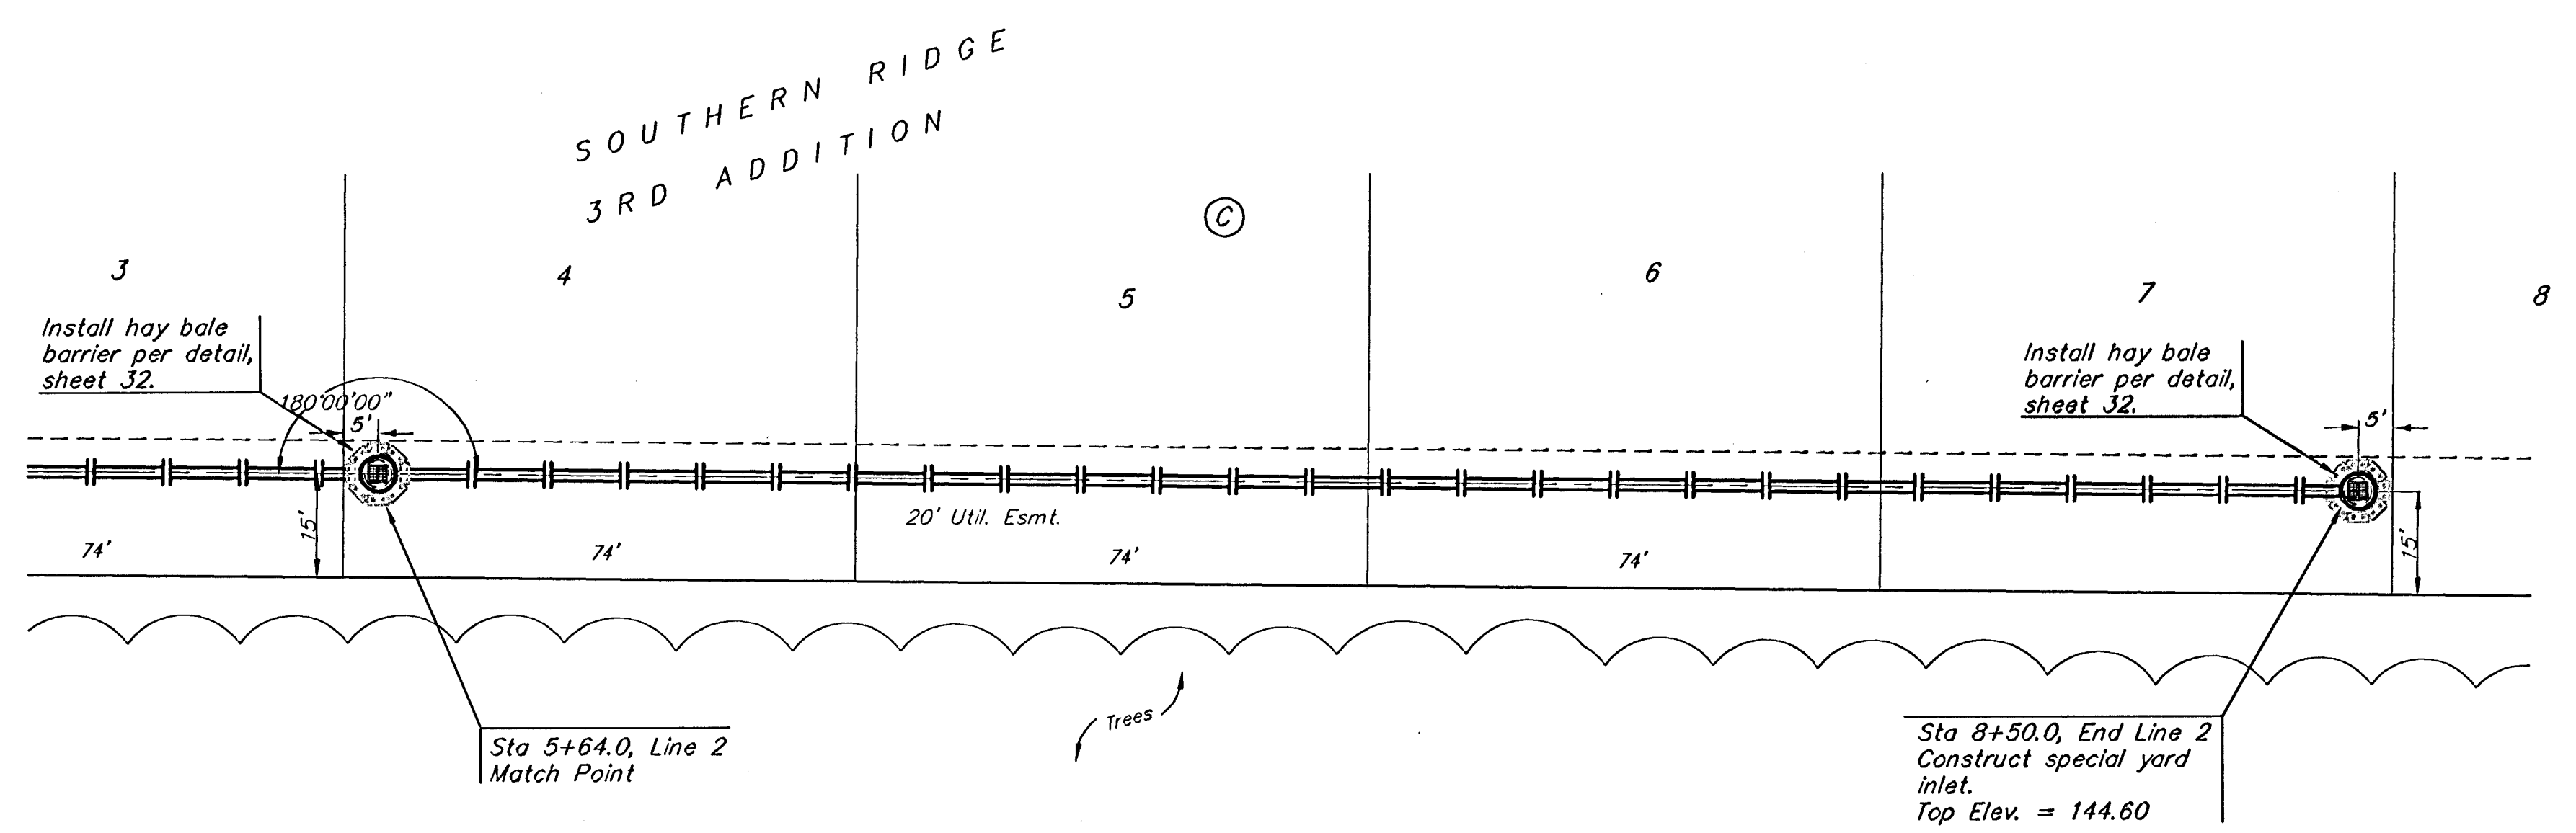 SOUTHERN RIDGE
3RD ADDITION
C
3
4
5
6
7
8
Install hay bale
barrier per detail,
sheet 32.
180°00'00"
5'
Install hay bale
barrier per detail,
sheet 32.
5'
20' Util. Esmt.
15'
15'
74'
74'
74'
74'
Trees
Sta 5+64.0, Line 2
Match Point
Sta 8+50.0, End Line 2
Construct special yard
inlet.
Top Elev. = 144.60